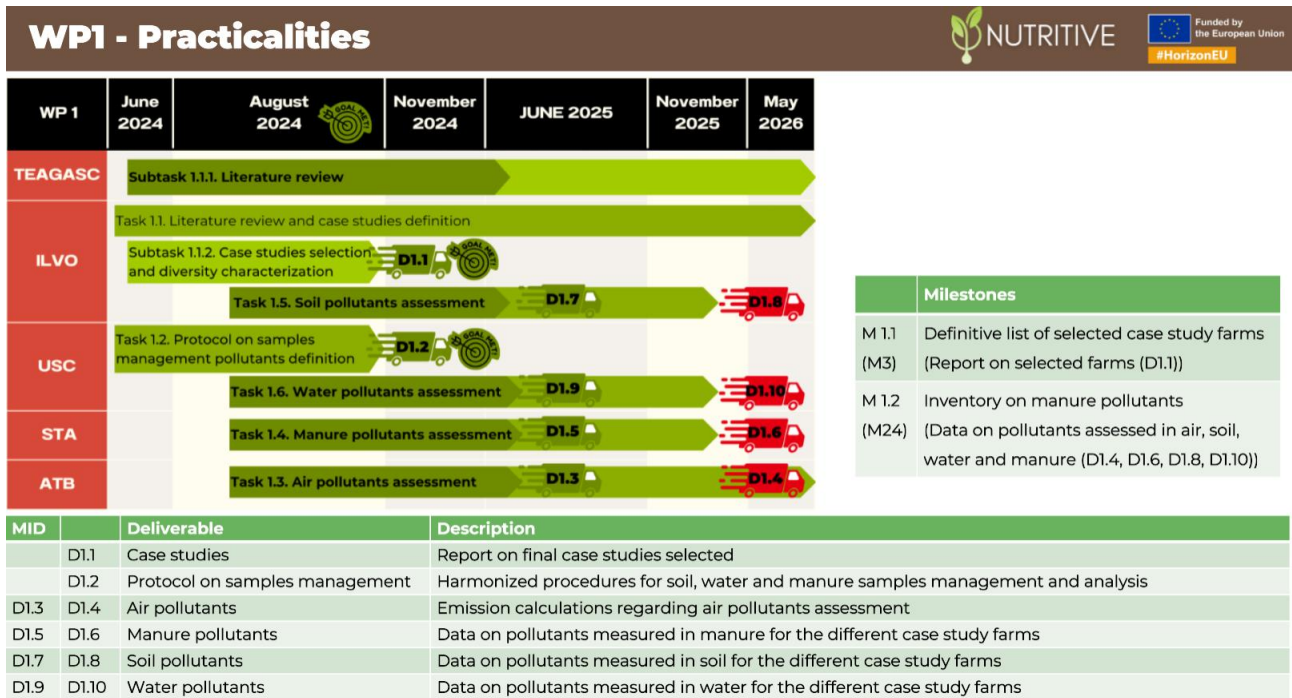 WP1 - Practicalities
NUTRITIVE
Funded by
the European Union
#HorizonEU
WP 1
June
2024
August
2024
GOAL MET!
November
2024
JUNE 2025
November
2025
May
2026
TEAGASC
Subtask 1.1.1. Literature review
ILVO
Task 1.1. Literature review and case studies definition
Subtask 1.1.2. Case studies selection
and diversity characterization
D1.1
GOAL MET!
Task 1.5. Soil pollutants assessment
D1.7
D1.8
USC
Task 1.2. Protocol on samples
management pollutants definition
D1.2
GOAL MET!
Task 1.6. Water pollutants assessment
D1.9
D1.10
STA
Task 1.4. Manure pollutants assessment
D1.5
D1.6
ATB
Task 1.3. Air pollutants assessment
D1.3
D1.4
Milestones
M 1.1
(M3)
Definitive list of selected case study farms
(Report on selected farms (D1.1))
M 1.2
(M24)
Inventory on manure pollutants
(Data on pollutants assessed in air, soil,
water and manure (D1.4, D1.6, D1.8, D1.10))
MID Deliverable Description
D1.1 Case studies Report on final case studies selected
D1.2 Protocol on samples management Harmonized procedures for soil, water and manure samples management and analysis
D1.3 D1.4 Air pollutants Emission calculations regarding air pollutants assessment
D1.5 D1.6 Manure pollutants Data on pollutants measured in manure for the different case study farms
D1.7 D1.8 Soil pollutants Data on pollutants measured in soil for the different case study farms
D1.9 D1.10 Water pollutants Data on pollutants measured in water for the different case study farms